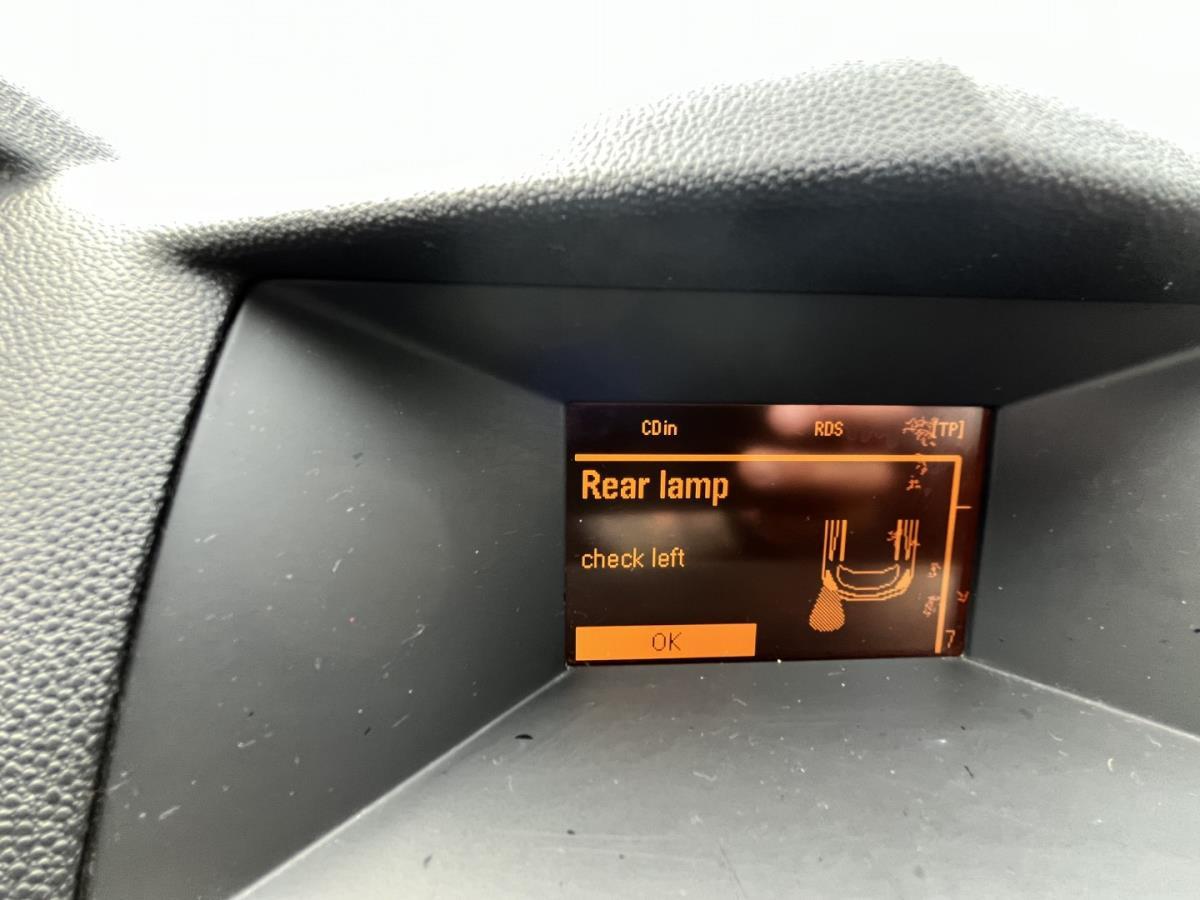 CDin RDS [TP]
Rear lamp
check left
OK